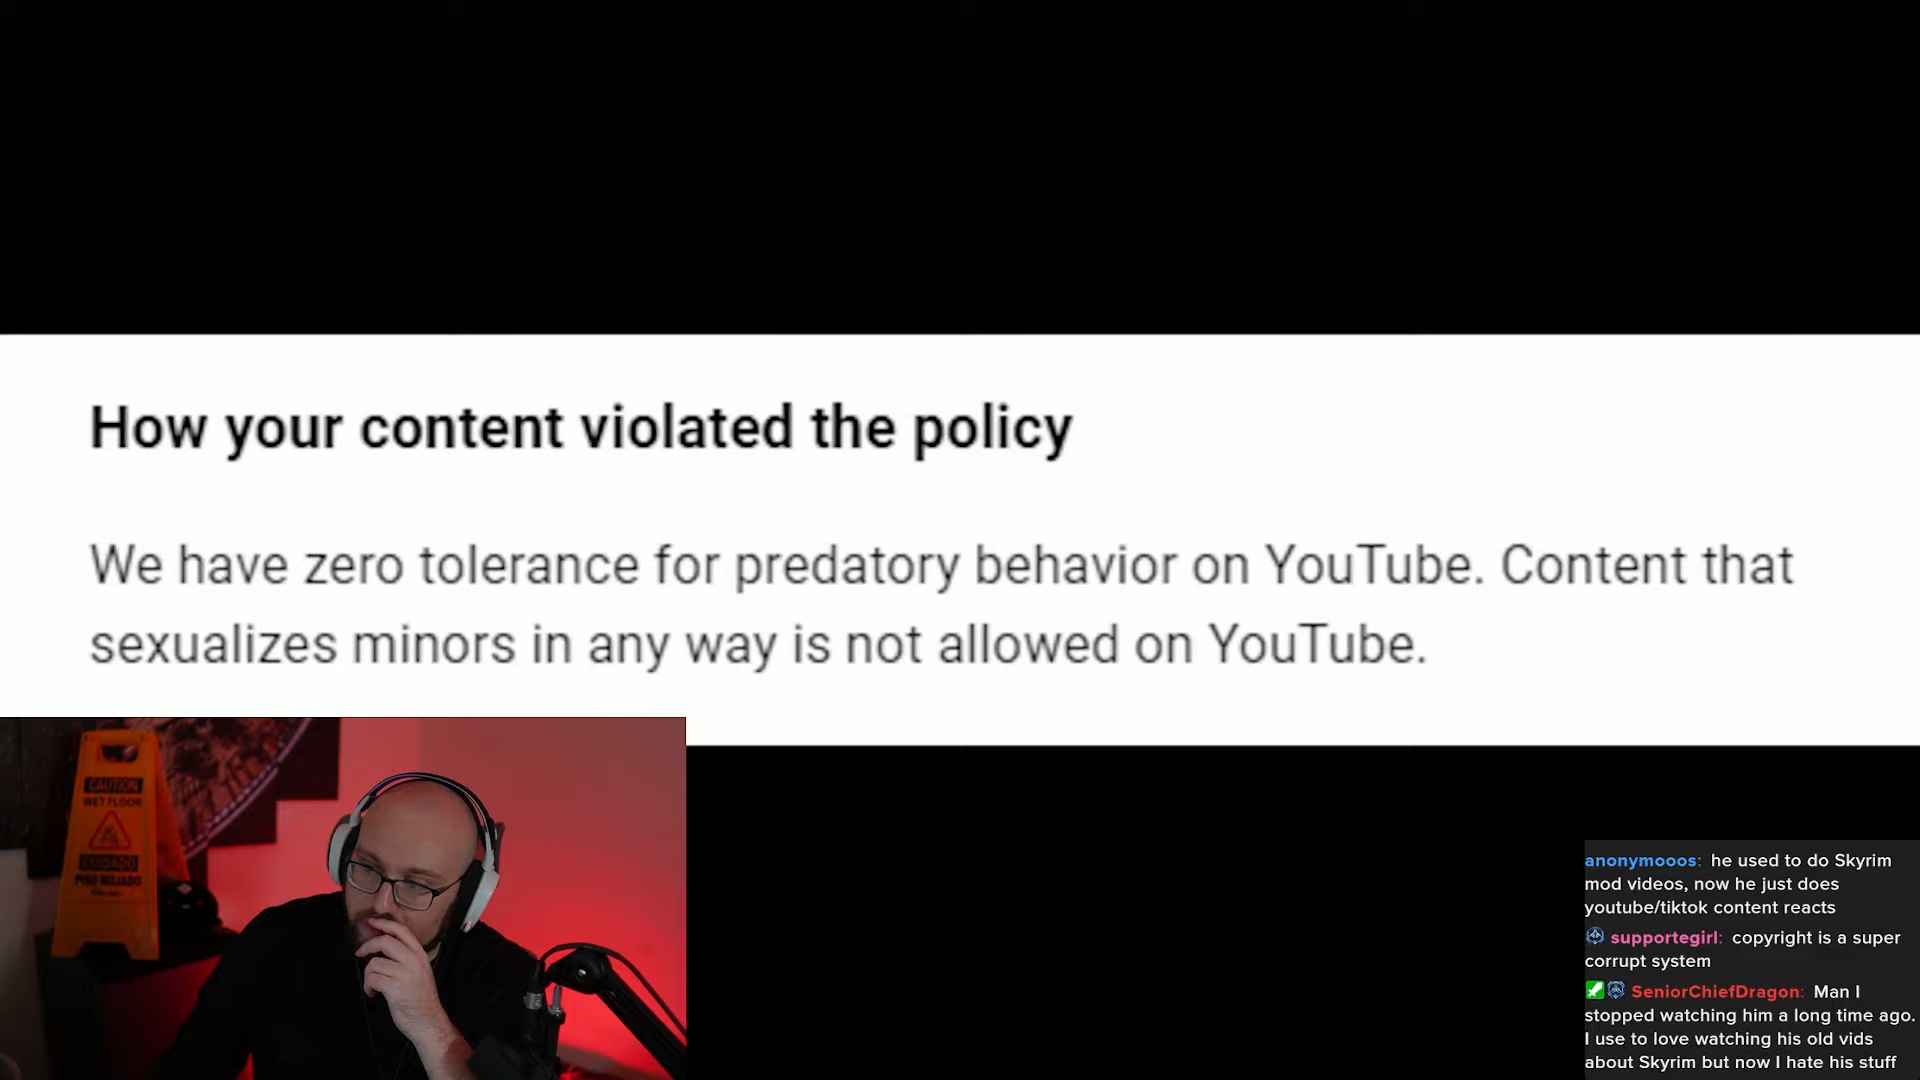 How your content violated the policy
We have zero tolerance for predatory behavior on YouTube. Content that
sexualizes minors in any way is not allowed on YouTube.
CAUTION
WET FLOOR
CUIDADO
PISO MOJADO
anonymooos: he used to do Skyrim
mod videos, now he just does
youtube/tiktok content reacts
supportegirl: copyright is a super
corrupt system
SeniorChiefDragon: Man I
stopped watching him a long time ago.
I use to love watching his old vids
about Skyrim but now I hate his stuff